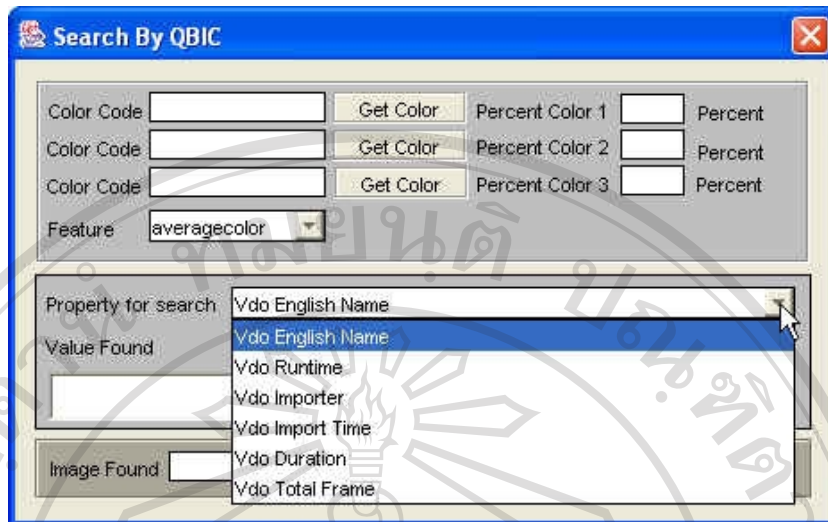 Search By QBIC
Color Code Get Color Percent Color 1 Percent
Color Code Get Color Percent Color 2 Percent
Color Code Get Color Percent Color 3 Percent
Feature averagecolor
Property for search Vdo English Name
Value Found
Vdo English Name
Vdo Runtime
Vdo Importer
Vdo Import Time
Vdo Duration
Vdo Total Frame
Image Found